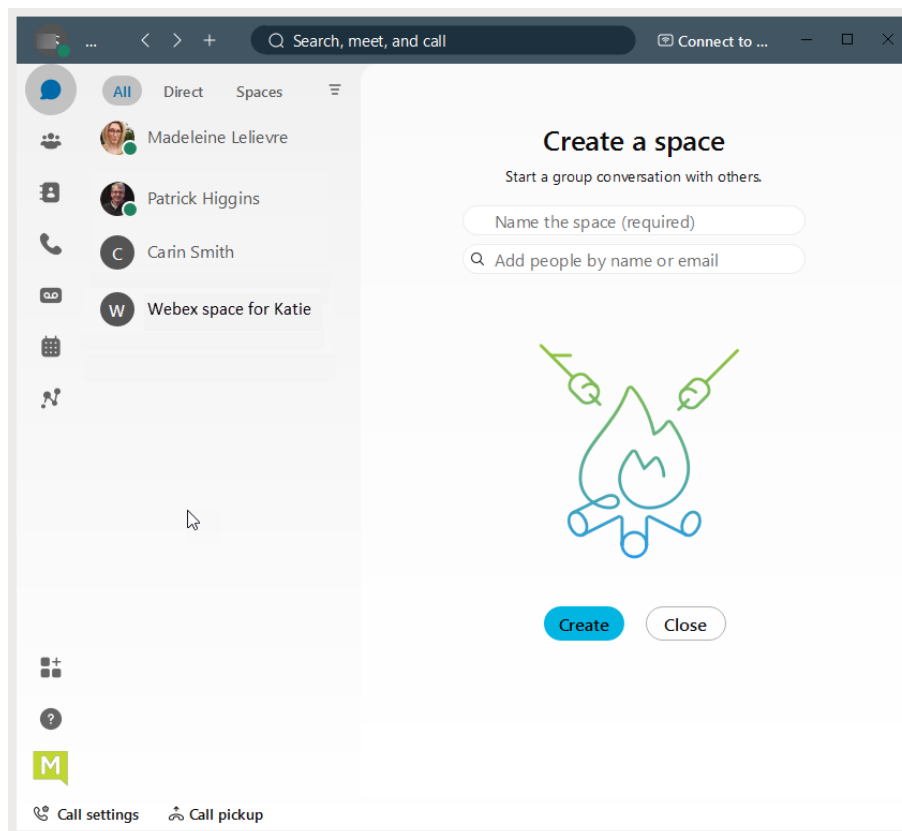 ...
Search, meet, and call
Connect to ...
All Direct Spaces
Madeleine Lelievre
Patrick Higgins
C Carin Smith
W Webex space for Katie
Create a space
Start a group conversation with others.
Name the space (required)
Add people by name or email
Create Close
?
M
Call settings Call pickup